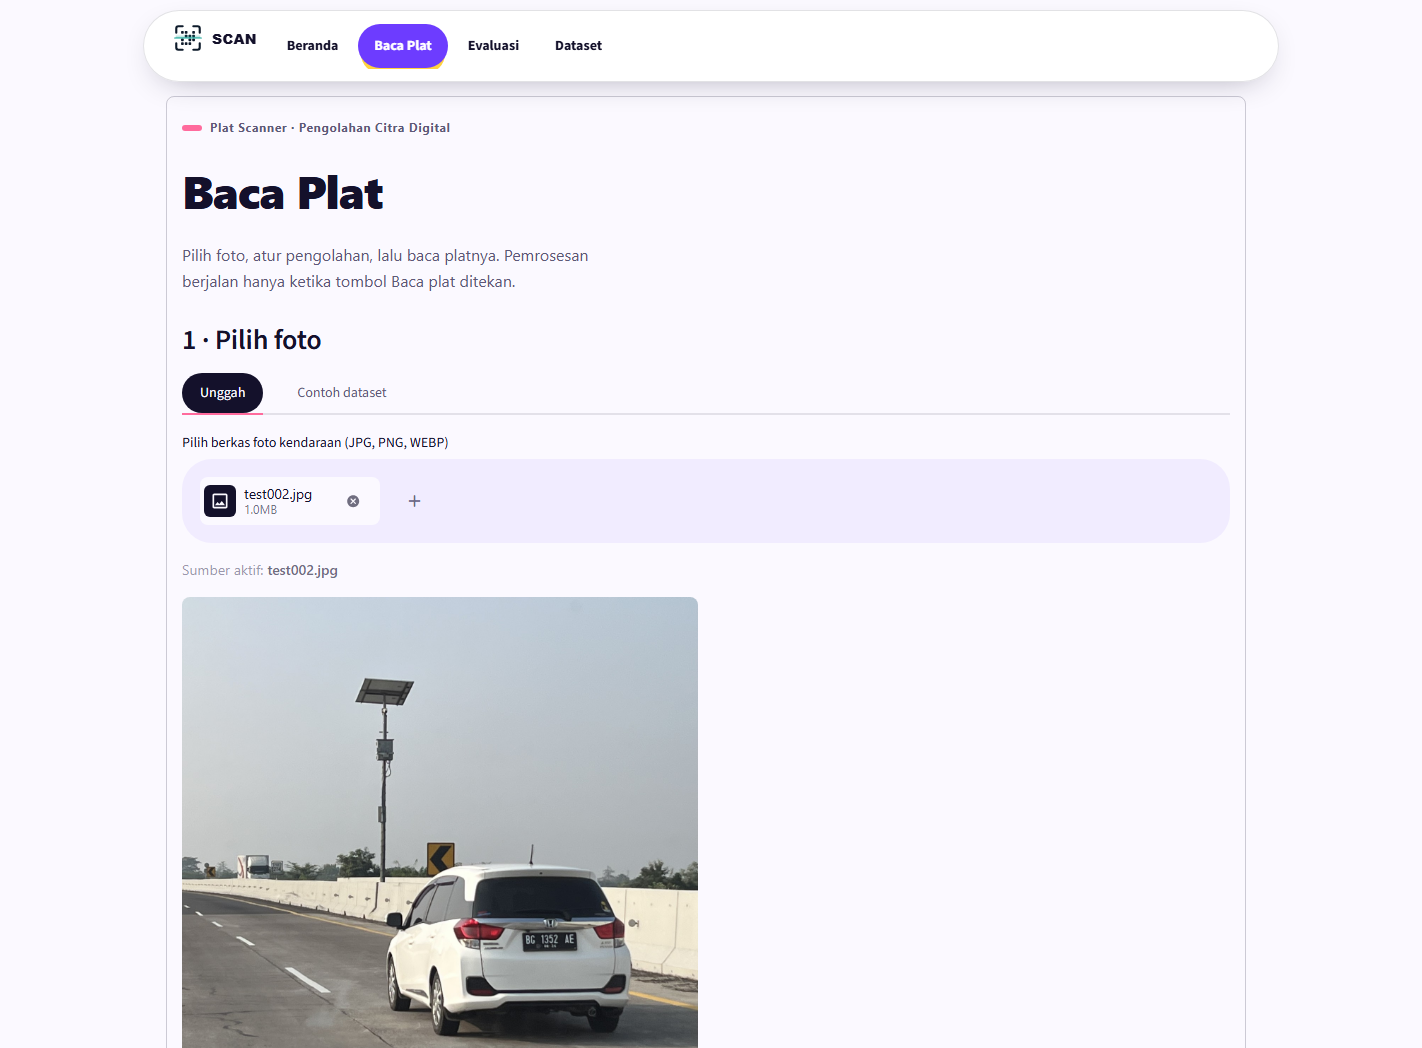 SCAN
Beranda
Baca Plat
Evaluasi
Dataset
Plat Scanner · Pengolahan Citra Digital
Baca Plat
Pilih foto, atur pengolahan, lalu baca platnya. Pemrosesan
berjalan hanya ketika tombol Baca plat ditekan.
1 · Pilih foto
Unggah
Contoh dataset
Pilih berkas foto kendaraan (JPG, PNG, WEBP)
test002.jpg
1.0MB
Sumber aktif: test002.jpg
BG 1352 AE